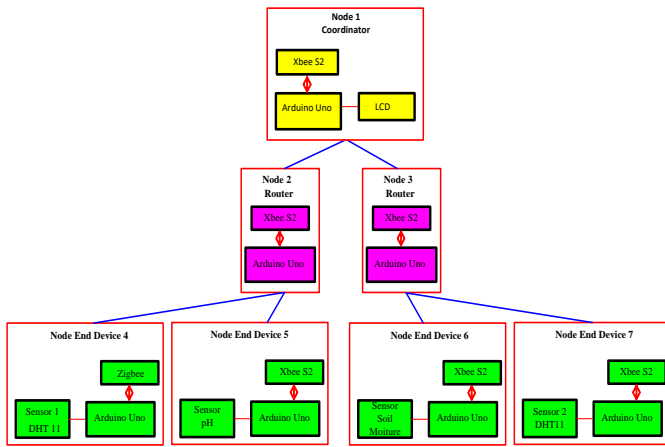 Node 1
Coordinator
Xbee S2
Arduino Uno
LCD
Node 2
Router
Xbee S2
Arduino Uno
Node 3
Router
Xbee S2
Arduino Uno
Node End Device 4
Zigbee
Sensor 1
DHT 11
Arduino Uno
Node End Device 5
Xbee S2
Sensor
pH
Arduino Uno
Node End Device 6
Xbee S2
Sensor
Soil
Moiture
Arduino Uno
Node End Device 7
Xbee S2
Sensor 2
DHT11
Arduino Uno